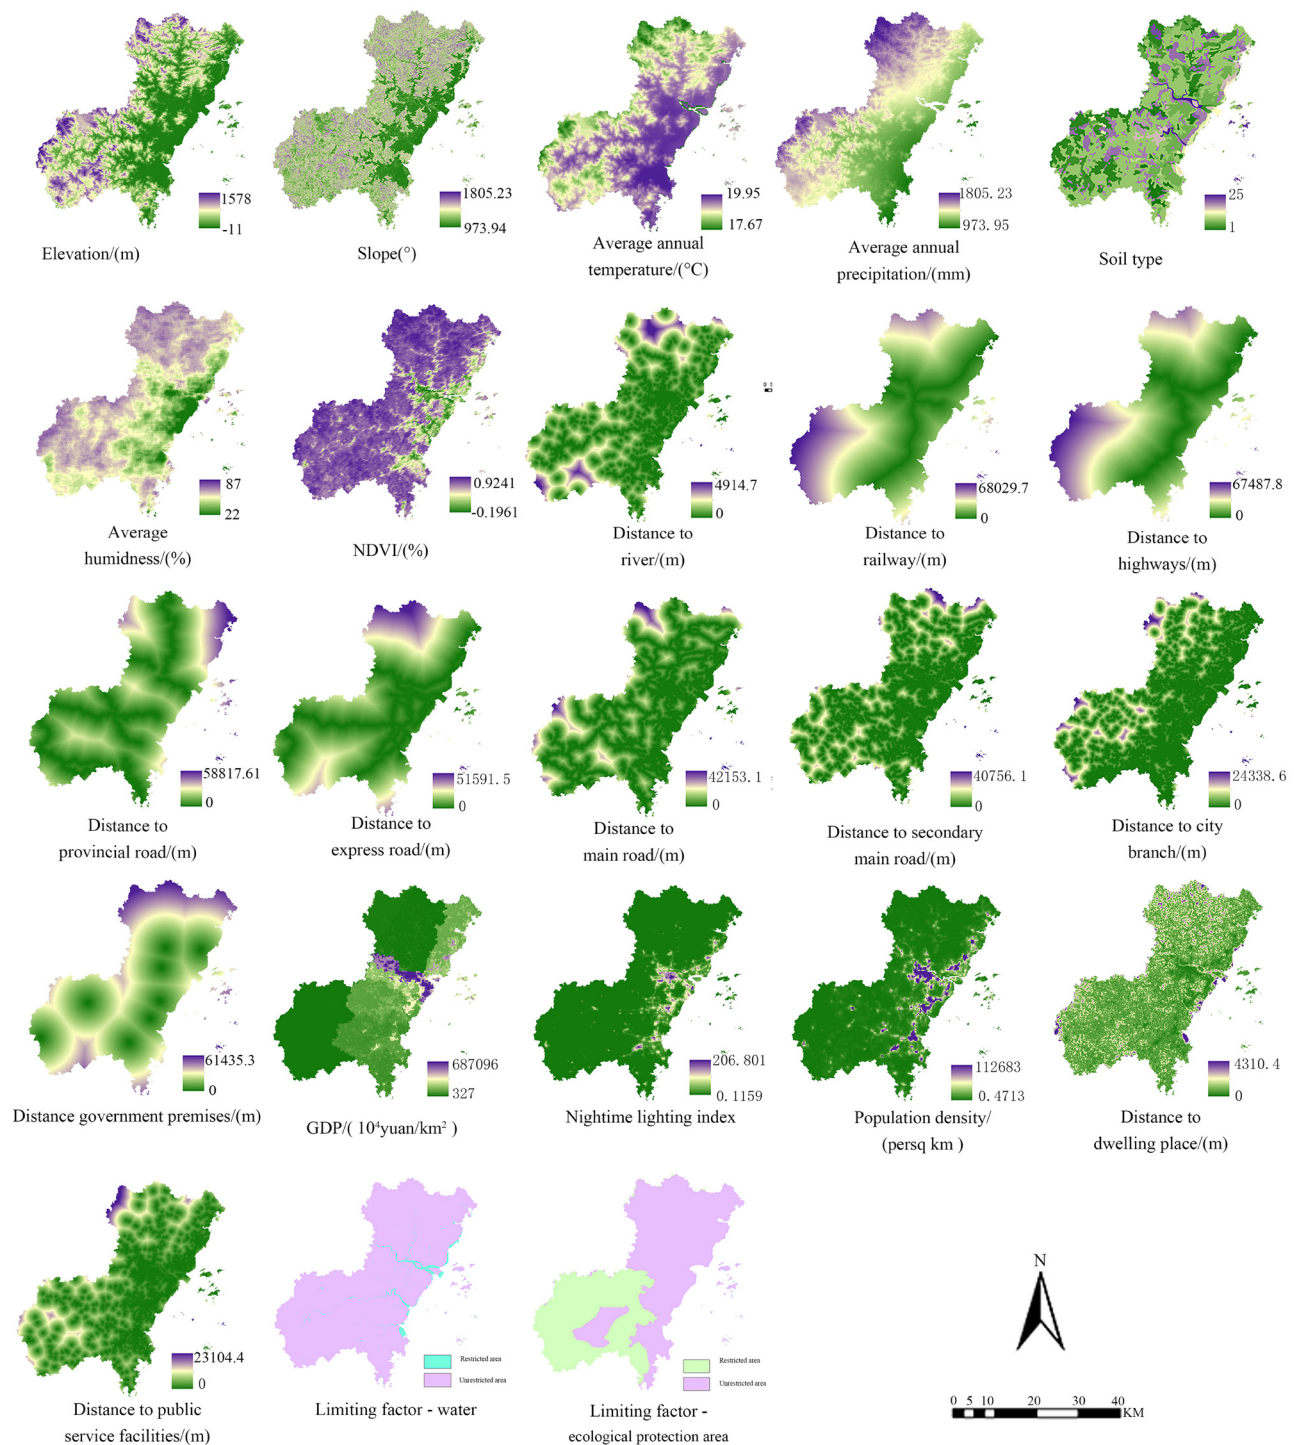 1578
-11
Elevation/(m)
1805.23
973.94
Slope(°)
19.95
17.67
Average annual
temperature/(°C)
1805.23
973.95
Average annual
precipitation/(mm)
25
1
Soil type
87
22
Average
humidness/(%)
0.9241
-0.1961
NDVI/(%)
4914.7
0
Distance to
river/(m)
68029.7
0
Distance to
railway/(m)
67487.8
0
Distance to
highways/(m)
58817.61
0
Distance to
provincial road/(m)
51591.5
0
Distance to
express road/(m)
42153.1
0
Distance to
main road/(m)
40756.1
0
Distance to secondary
main road/(m)
24338.6
0
Distance to city
branch/(m)
61435.3
0
Distance government premises/(m)
687096
327
GDP/( 10⁴yuan/km² )
206.801
0.1159
Nightime lighting index
112683
0.4713
Population density/
(persq km )
4310.4
0
Distance to
dwelling place/(m)
23104.4
0
Distance to public
service facilities/(m)
Restricted area
Unrestricted area
Limiting factor - water
Restricted area
Unrestricted area
Limiting factor -
ecological protection area
N
0 5 10 20 30 40
KM